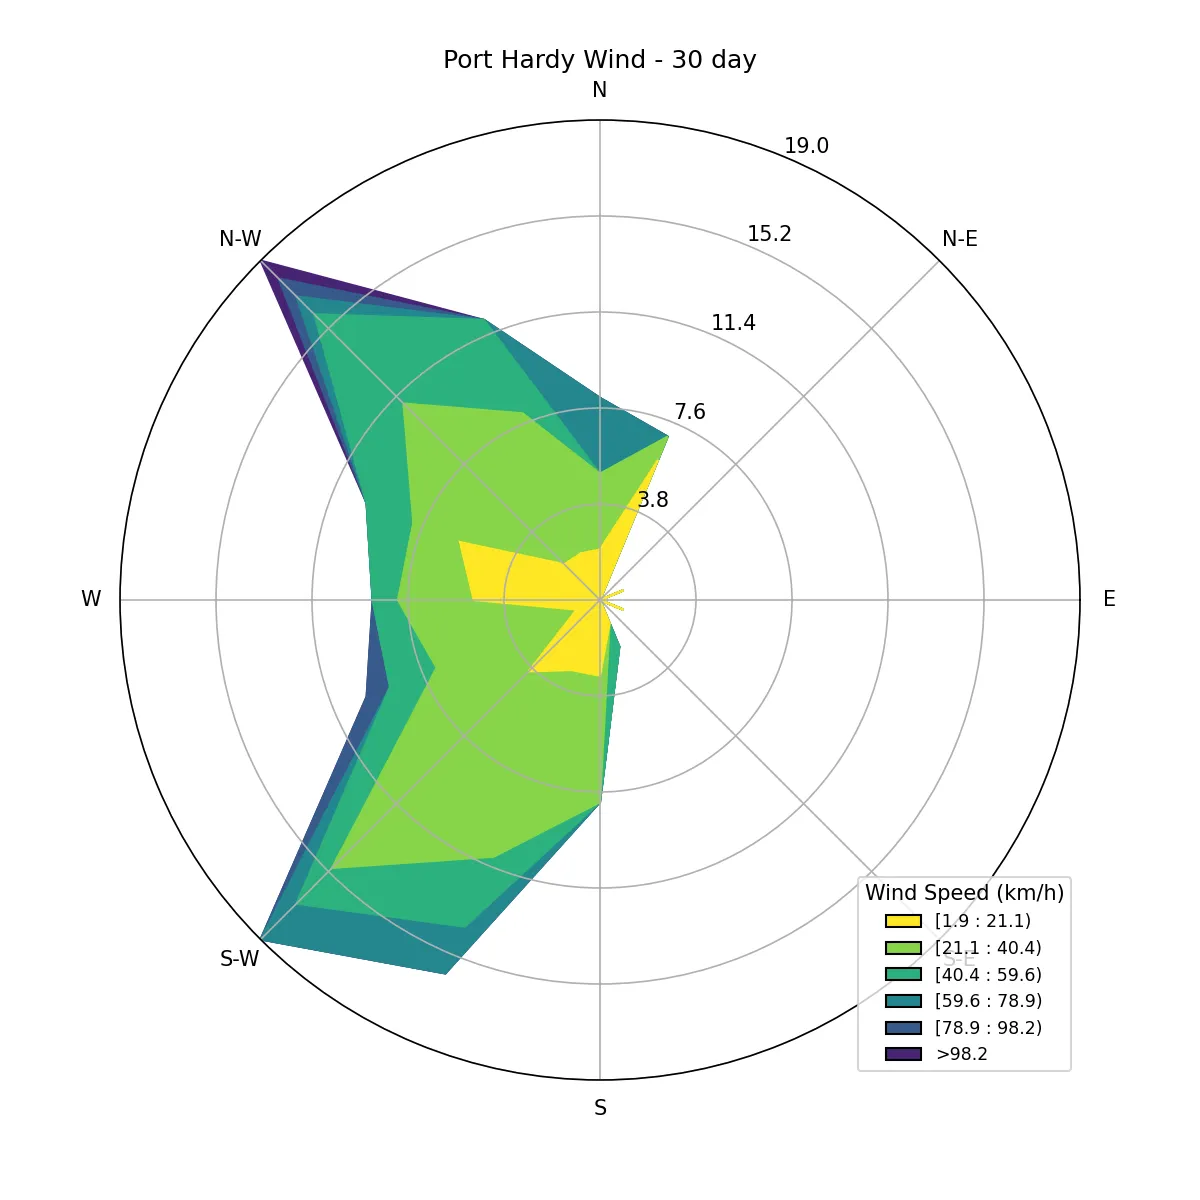 Port Hardy Wind - 30 day
N
19.0
N-W
15.2
N-E
11.4
7.6
3.8
W
E
S-W
S-E
Wind Speed (km/h)
[1.9 : 21.1)
[21.1 : 40.4)
[40.4 : 59.6)
[59.6 : 78.9)
[78.9 : 98.2)
>98.2
S